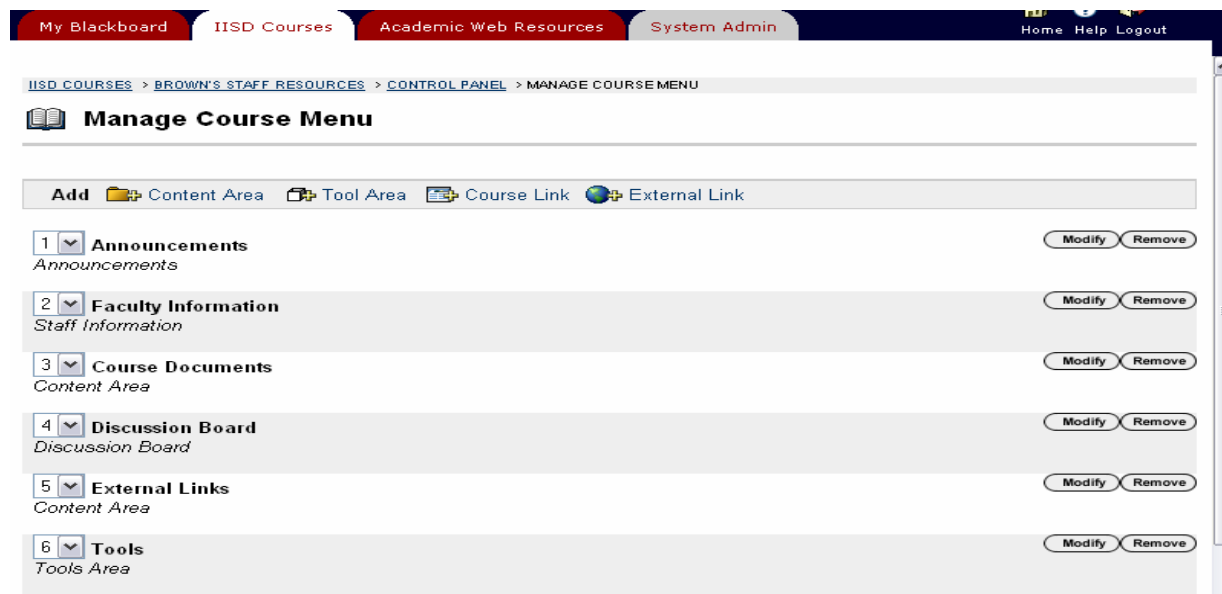 My Blackboard IISD Courses Academic Web Resources System Admin Home Help Logout
IISD COURSES > BROWN'S STAFF RESOURCES > CONTROL PANEL > MANAGE COURSE MENU
Manage Course Menu
Add Content Area Tool Area Course Link External Link
1 Announcements Modify Remove
Announcements
2 Faculty Information Modify Remove
Staff Information
3 Course Documents Modify Remove
Content Area
4 Discussion Board Modify Remove
Discussion Board
5 External Links Modify Remove
Content Area
6 Tools Modify Remove
Tools Area